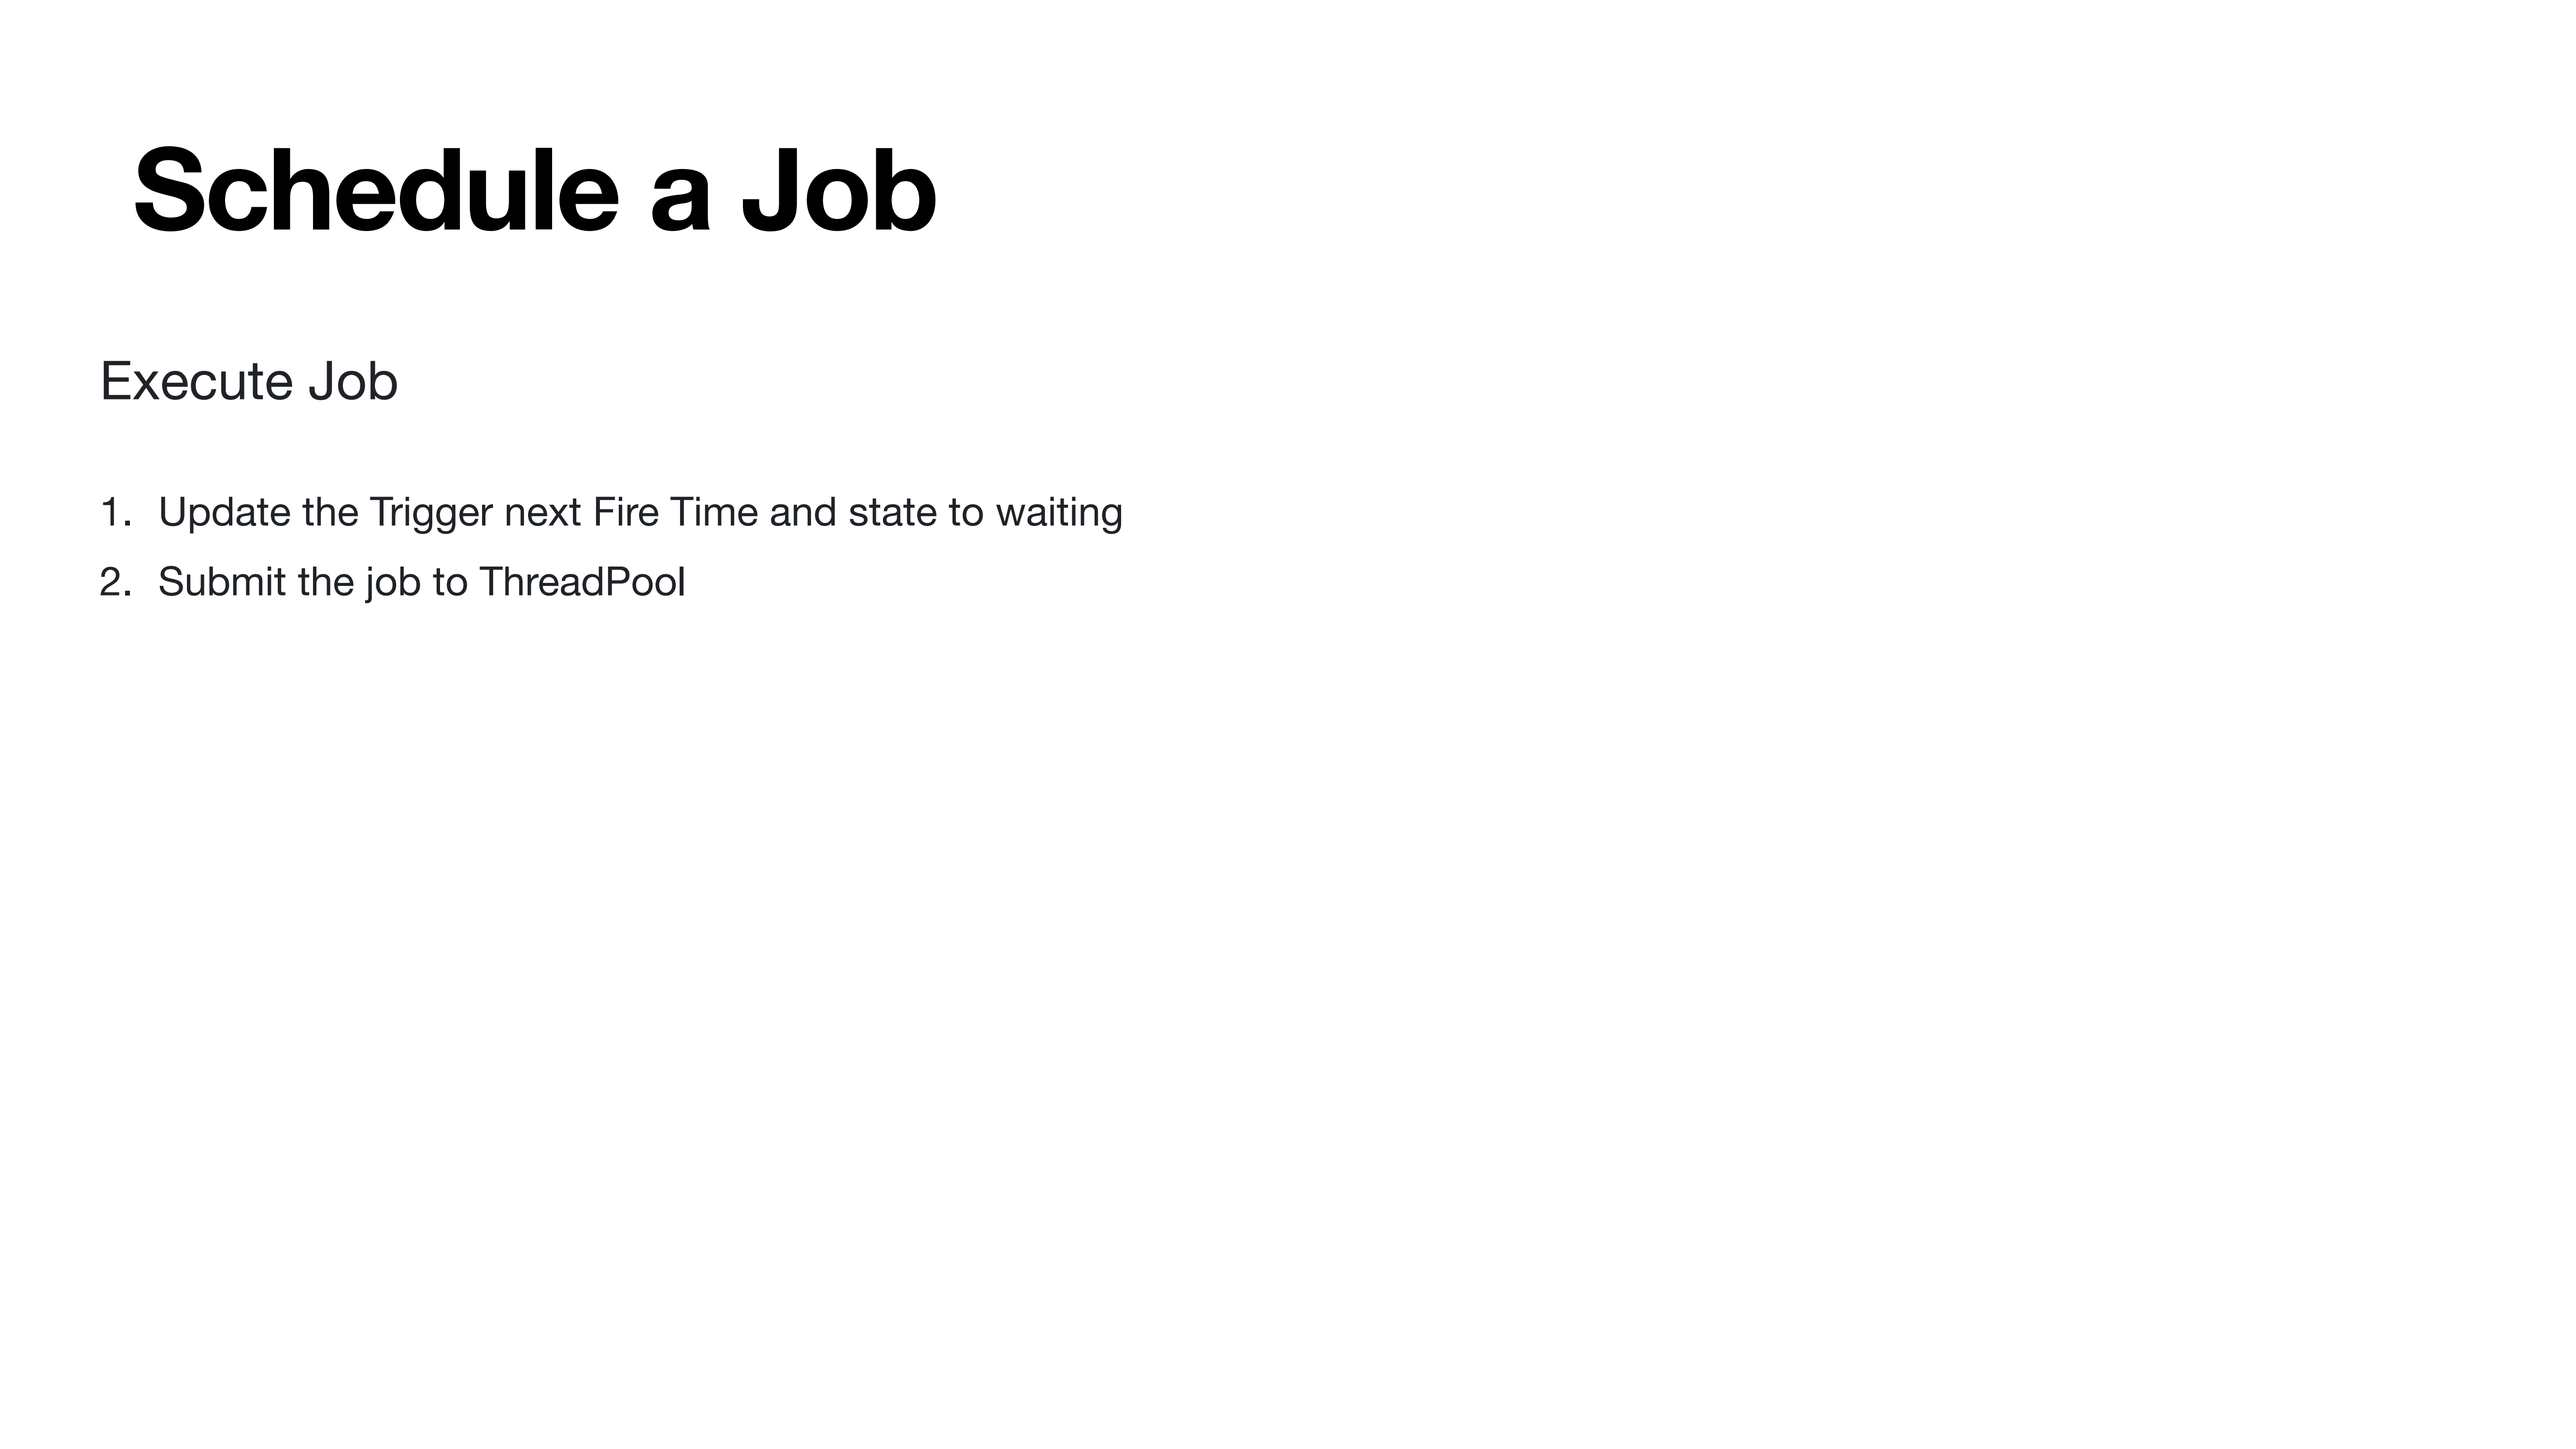 Schedule a Job
Execute Job
1. Update the Trigger next Fire Time and state to waiting
2. Submit the job to ThreadPool